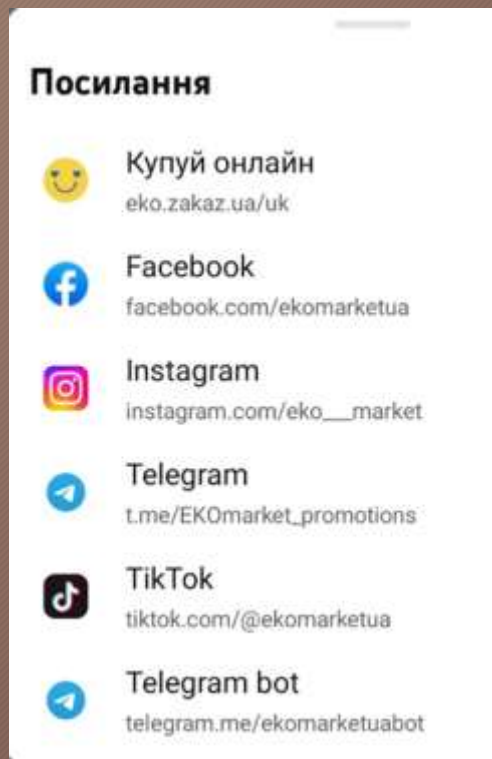 Посилання
Купуй онлайн
eko.zakaz.ua/uk
Facebook
facebook.com/ekomarketua
Instagram
instagram.com/eko___market
Telegram
t.me/EKOmarket_promotions
TikTok
tiktok.com/@ekomarketua
Telegram bot
telegram.me/ekomarketuabot